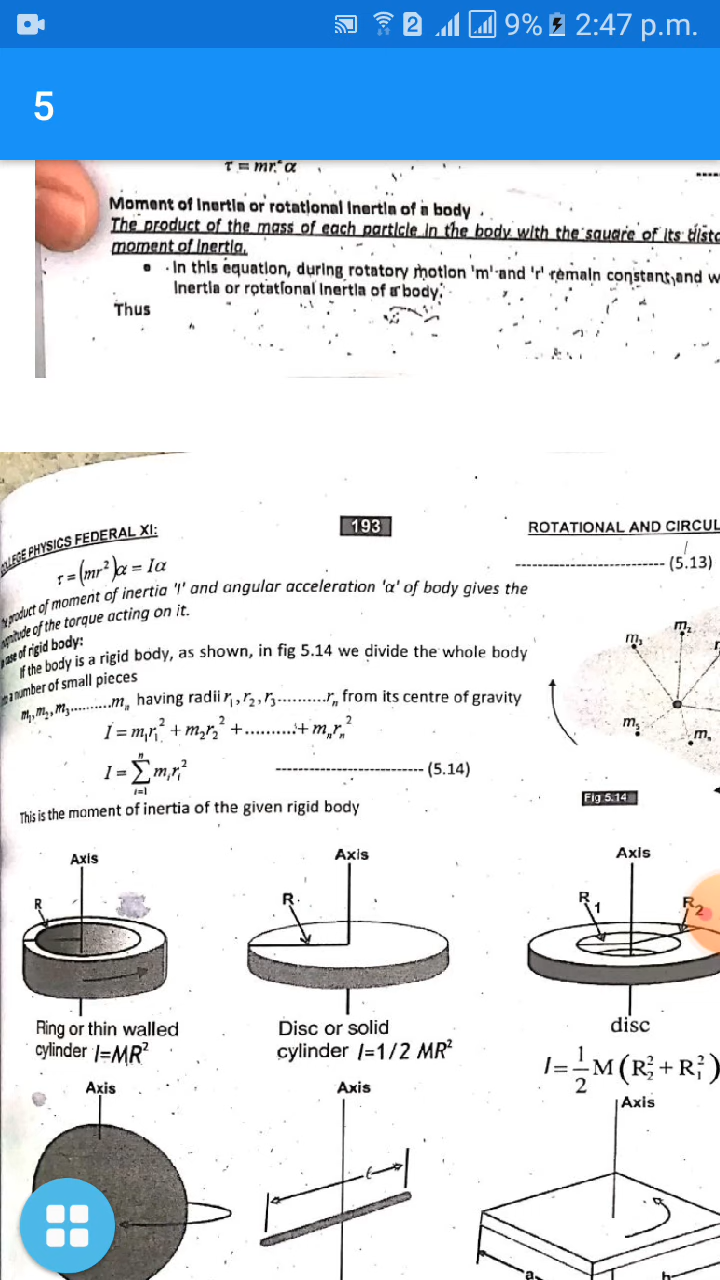 9% 2:47 p.m.
5
τ = mr² α
Moment of Inertia or rotational Inertia of a body
The product of the mass of each particle in the body with the square of its dista
moment of Inertia.
• In this equation, during rotatory motion 'm' and 'r' remain constant, and w
Inertia or rotational Inertia of a body.
Thus
PHYSICS FEDERAL XI:
193
ROTATIONAL AND CIRCUL
τ = (mr²)α = Iα
(5.13)
product of moment of inertia 'I' and angular acceleration 'α' of body gives the
of the torque acting on it.
of rigid body:
If the body is a rigid body, as shown, in fig 5.14 we divide the whole body
a number of small pieces
m₁, m₂, m₃..........mₙ having radii r₁, r₂, r₃..........rₙ from its centre of gravity
I = m₁r₁² + m₂r₂² +..........+ mₙrₙ²
I = Σ mᵢrᵢ²
n
i=1
(5.14)
This is the moment of inertia of the given rigid body
m₂
Fig 5.14
Axis
Axis
Axis
R
R
R₁
R₂
Ring or thin walled
cylinder I=MR²
Disc or solid
cylinder I=1/2 MR²
disc
I=1/2 M(R₂²+R₁²)
Axis
Axis
Axis
ℓ
a